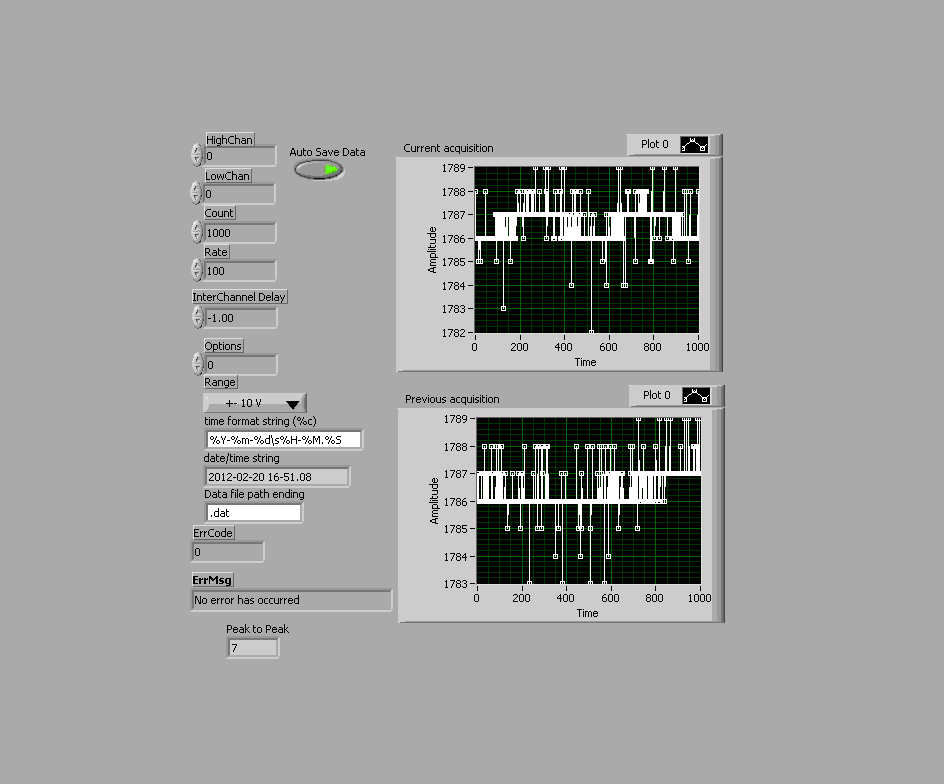 HighChan
0
LowChan
0
Count
1000
Rate
100
InterChannel Delay
-1.00
Options
0
Range
+- 10 V
time format string (%c)
%Y-%m-%d\s%H-%M.%S
date/time string
2012-02-20 16-51.08
Data file path ending
.dat
ErrCode
0
ErrMsg
No error has occurred
Peak to Peak
7
Auto Save Data
Current acquisition
Plot 0
Amplitude
1789
1788
1787
1786
1785
1784
1783
1782
0 200 400 600 800 1000
Time
Previous acquisition
Plot 0
Amplitude
1789
1788
1787
1786
1785
1784
1783
0 200 400 600 800 1000
Time